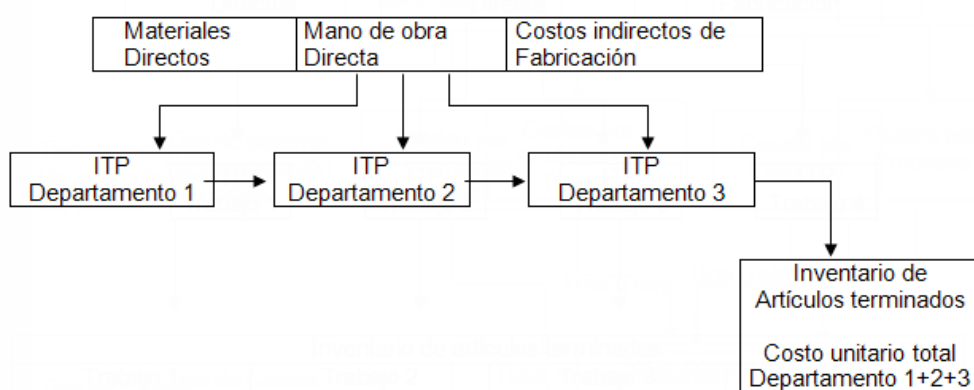 Materiales
Directos
Mano de obra
Directa
Costos indirectos de
Fabricación
ITP
Departamento 1
ITP
Departamento 2
ITP
Departamento 3
Inventario de
Artículos terminados
Costo unitario total
Departamento 1+2+3